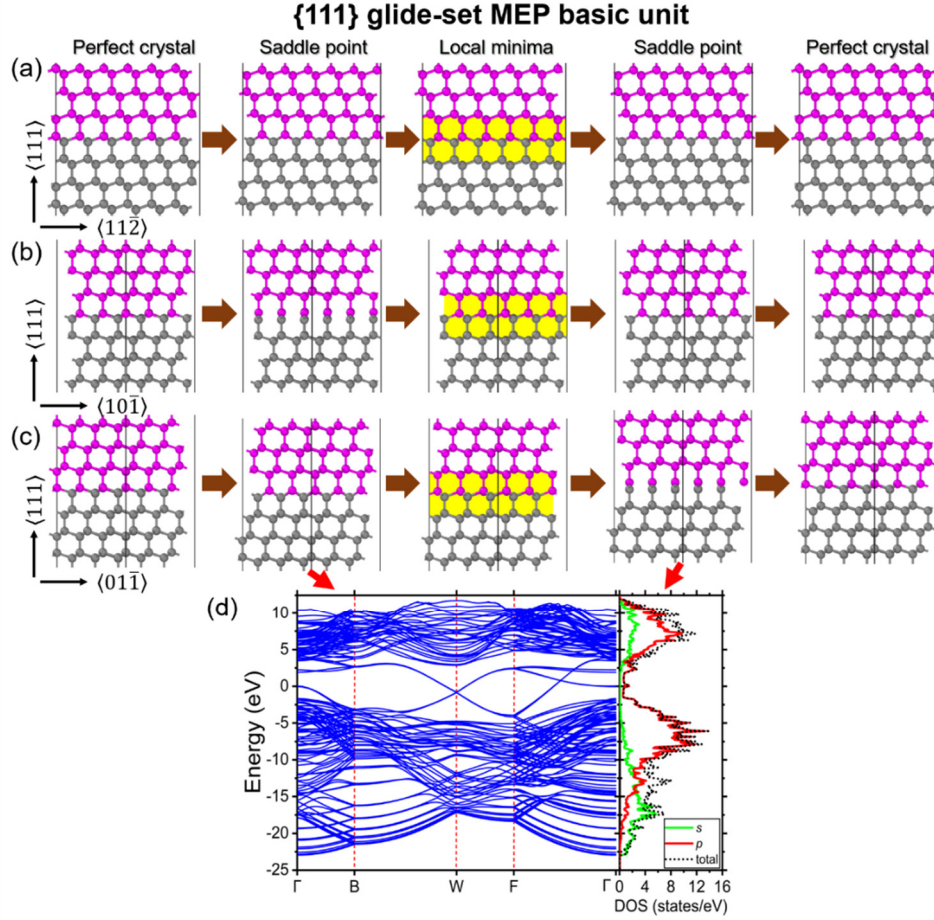 {111} glide-set MEP basic unit
Perfect crystal Saddle point Local minima Saddle point Perfect crystal
(a)
⟨111⟩
⟨112̅⟩
(b)
⟨111⟩
⟨101̅⟩
(c)
⟨111⟩
⟨011̅⟩
(d)
Energy (eV)
10
5
0
-5
-10
-15
-20
-25
Γ B W F Γ
s
p
total
0 4 8 12 16
DOS (states/eV)